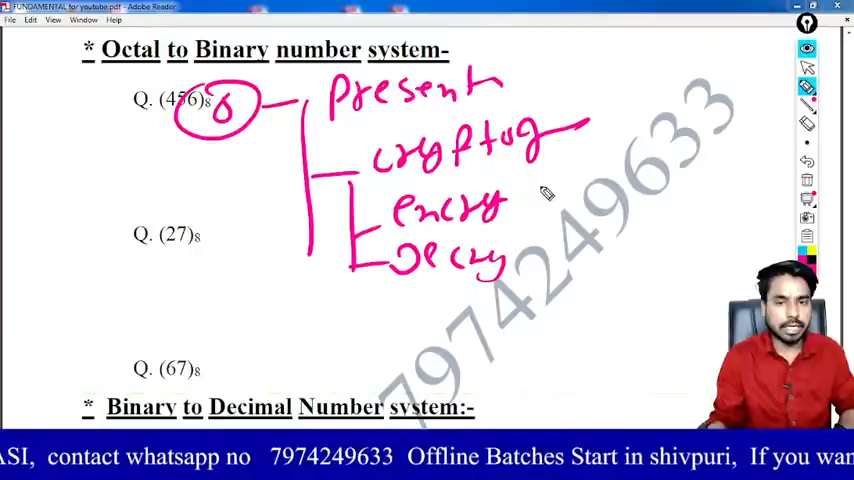 FUNDAMENTAL for youtube.pdf - Adobe Reader
File Edit View Window Help
* Octal to Binary number system-
Q. (456)₈
6
Present
cryptog
encry
Decry
Q. (27)₈
Q. (67)₈
7974249633
* Binary to Decimal Number system:-
ASI, contact whatsapp no 7974249633 Offline Batches Start in shivpuri, If you wan